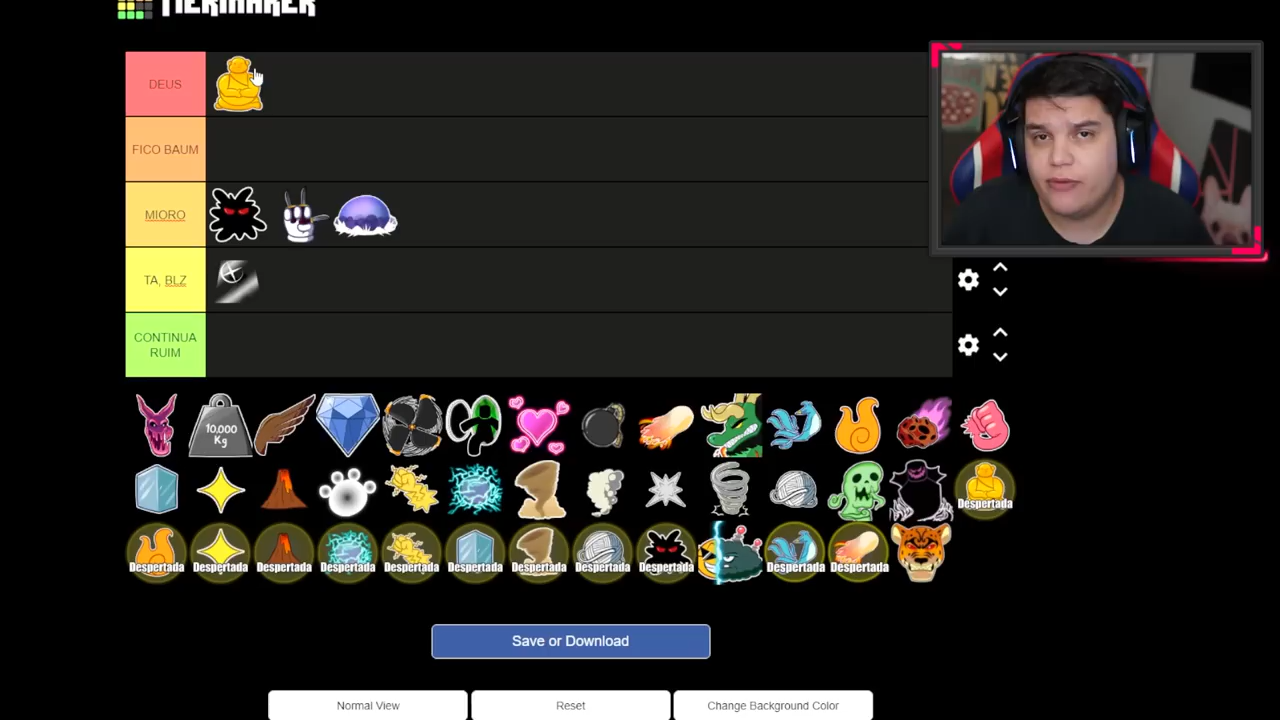 TIERMAKER
DEUS
FICO BAUM
MIORO
TA, BLZ
CONTINUA
RUIM
10,000
Kg
Despertada
Despertada Despertada Despertada Despertada Despertada Despertada Despertada Despertada Despertada Despertada Despertada
Save or Download
Normal View Reset Change Background Color